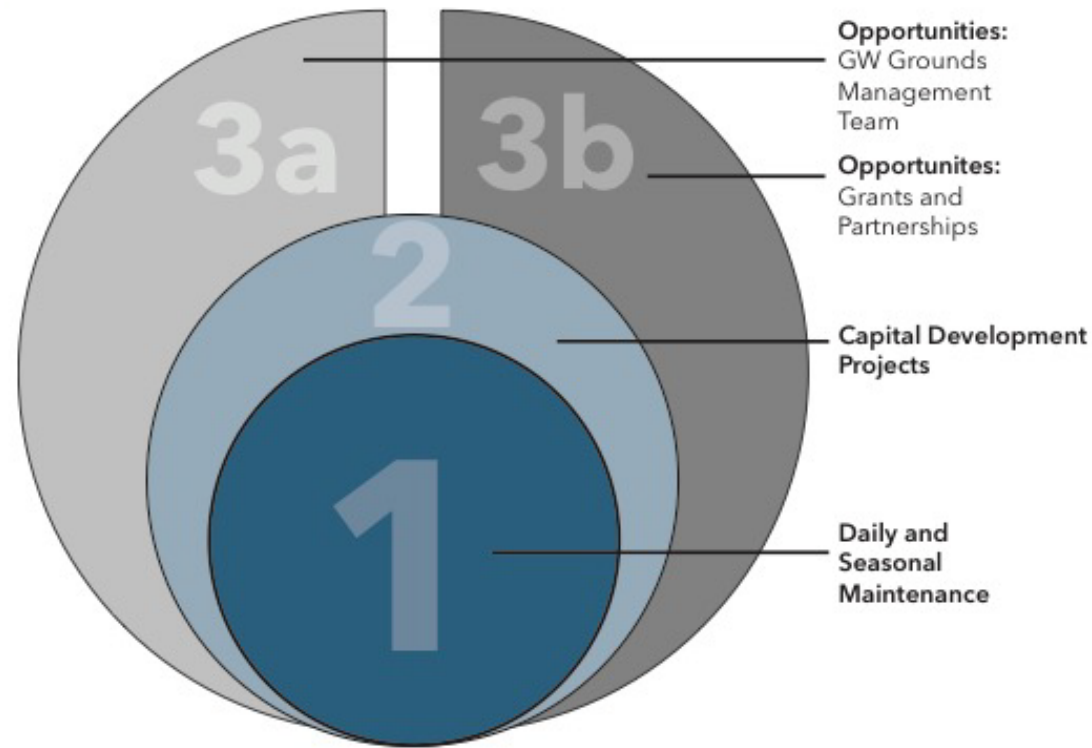 3a
3b
2
1
Opportunities:
GW Grounds
Management
Team
Opportunites:
Grants and
Partnerships
Capital Development
Projects
Daily and
Seasonal
Maintenance